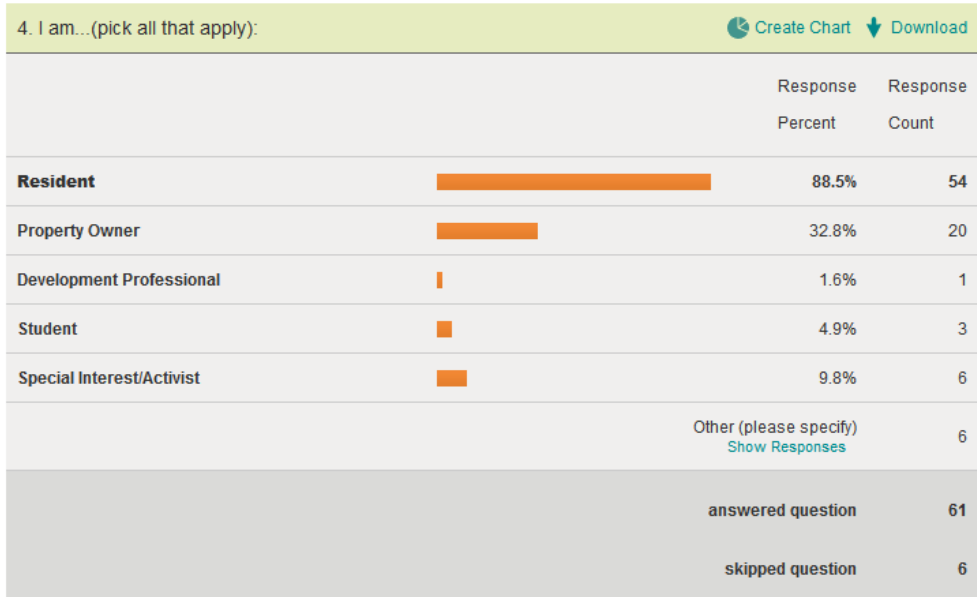 4. I am...(pick all that apply): Create Chart Download
Response Response
Percent Count
Resident 88.5% 54
Property Owner 32.8% 20
Development Professional 1.6% 1
Student 4.9% 3
Special Interest/Activist 9.8% 6
Other (please specify) 6
Show Responses
answered question 61
skipped question 6